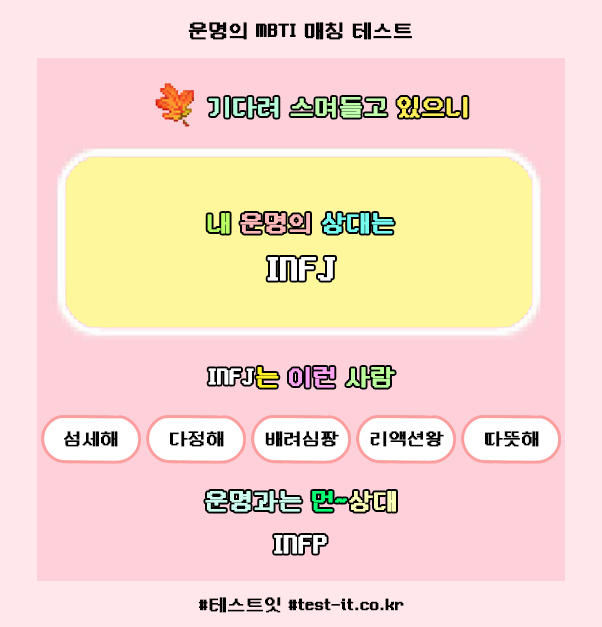 운명의 MBTI 매칭 테스트
기다려 스며들고 있으니
내 운명의 상대는
INFJ
INFJ는 이런 사람
섬세해 다정해 배려심짱 리액션왕 따뜻해
운명과는 먼~상대
INFP
#테스트잇 #test-it.co.kr